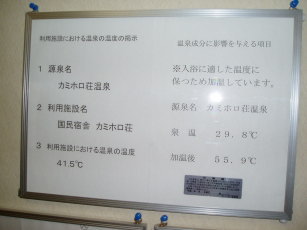 利用施設における温泉の温度の掲示
1 源泉名
カミホロ荘温泉
2 利用施設名
国民宿舎 カミホロ荘
3 利用施設における温泉の温度
41.5℃
温泉成分に影響を与える項目
※入浴に適した温度に
保つため加温しています。
源泉名 カミホロ荘温泉
泉 温 29.8℃
加温後 55.9℃